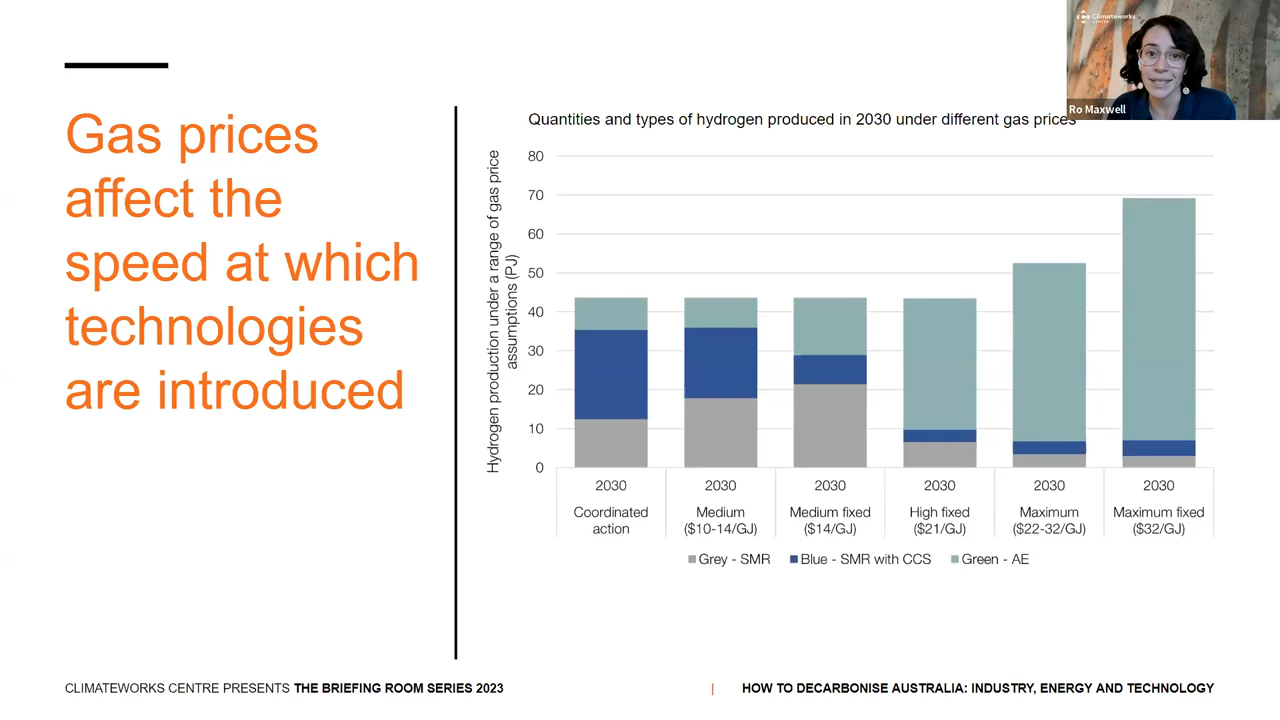 Climateworks
CENTRE
Ro Maxwell
Gas prices
affect the
speed at which
technologies
are introduced
Quantities and types of hydrogen produced in 2030 under different gas prices
Hydrogen production under a range of gas price
assumptions (PJ)
80
70
60
50
40
30
20
10
0
2030 2030 2030 2030 2030 2030
Coordinated Medium Medium fixed High fixed Maximum Maximum fixed
action ($10-14/GJ) ($14/GJ) ($21/GJ) ($22-32/GJ) ($32/GJ)
Grey - SMR Blue - SMR with CCS Green - AE
CLIMATEWORKS CENTRE PRESENTS THE BRIEFING ROOM SERIES 2023 | HOW TO DECARBONISE AUSTRALIA: INDUSTRY, ENERGY AND TECHNOLOGY